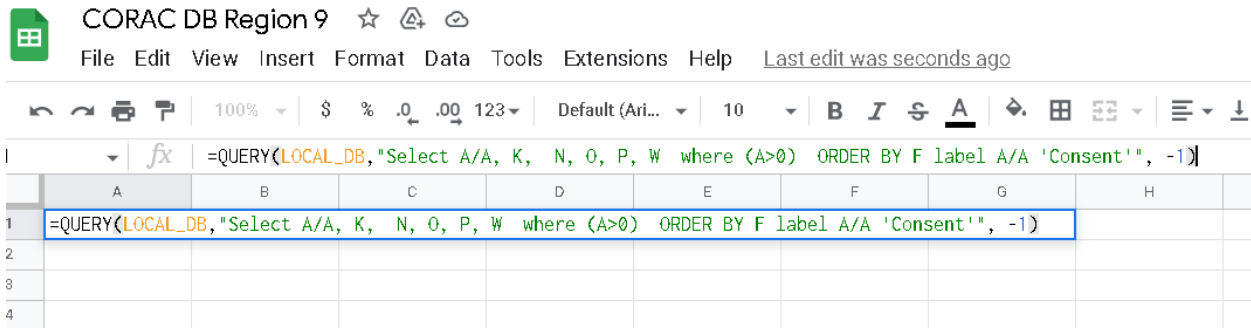 CORAC DB Region 9
File Edit View Insert Format Data Tools Extensions Help Last edit was seconds ago
100% $ % .0 .00 123 Default (Ari... 10 B I S A
fx =QUERY(LOCAL_DB,"Select A/A, K,  N, O, P, W  where (A>0)  ORDER BY F label A/A 'Consent'", -1)
A B C D E F G H
1 =QUERY(LOCAL_DB,"Select A/A, K,  N, O, P, W  where (A>0)  ORDER BY F label A/A 'Consent'", -1)
2
3
4